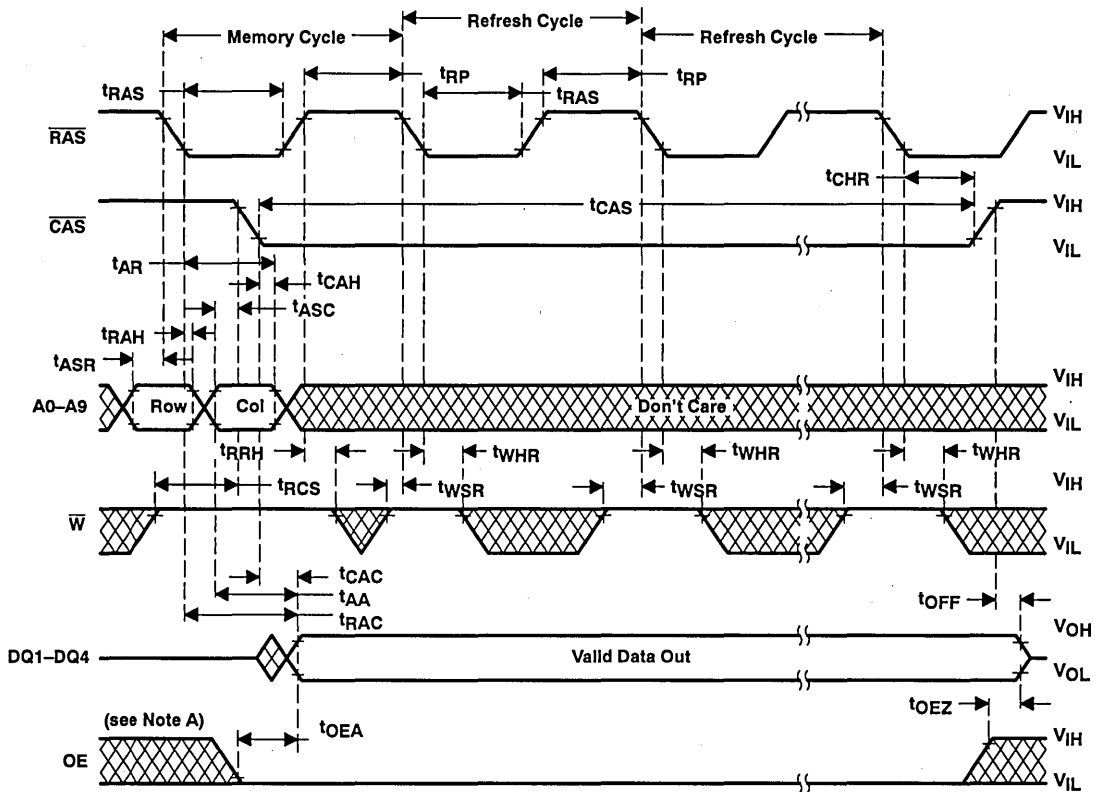 Refresh Cycle
Memory Cycle
Refresh Cycle
tRP
tRP
tRAS
tRAS
VIH
RAS
VIL
tCHR
tCAS
VIH
CAS
VIL
tAR
tCAH
tASC
tRAH
tASR
VIH
A0–A9
Row
Col
Don't Care
VIL
tRRH
tWHR
tWHR
tWHR
tRCS
tWSR
tWSR
tWSR
VIH
W
VIL
tCAC
tAA
tRAC
tOFF
VOH
DQ1–DQ4
Valid Data Out
VOL
tOEZ
(see Note A)
tOEA
VIH
OE
VIL